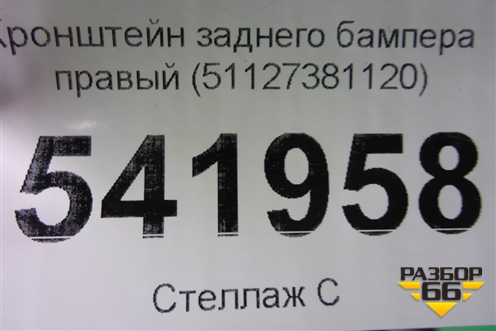 Кронштейн заднего бампера
правый (51127381120)
541958
Стеллаж С
РАЗБОР
66